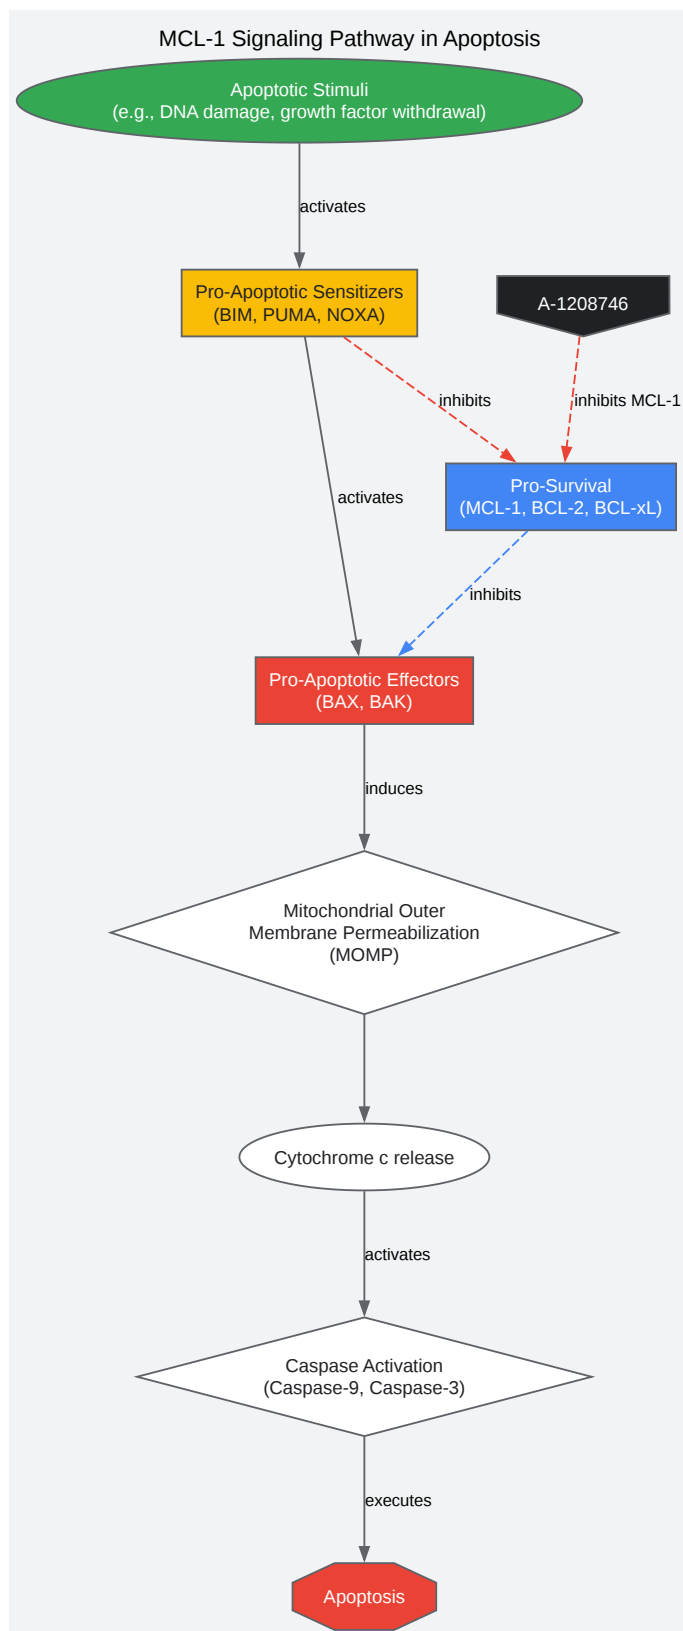 MCL-1 Signaling Pathway in Apoptosis
Apoptotic Stimuli
(e.g., DNA damage, growth factor withdrawal)
activates
Pro-Apoptotic Sensitizers
(BIM, PUMA, NOXA)
A-1208746
inhibits
inhibits MCL-1
activates
Pro-Survival
(MCL-1, BCL-2, BCL-xL)
inhibits
Pro-Apoptotic Effectors
(BAX, BAK)
induces
Mitochondrial Outer
Membrane Permeabilization
(MOMP)
Cytochrome c release
activates
Caspase Activation
(Caspase-9, Caspase-3)
executes
Apoptosis